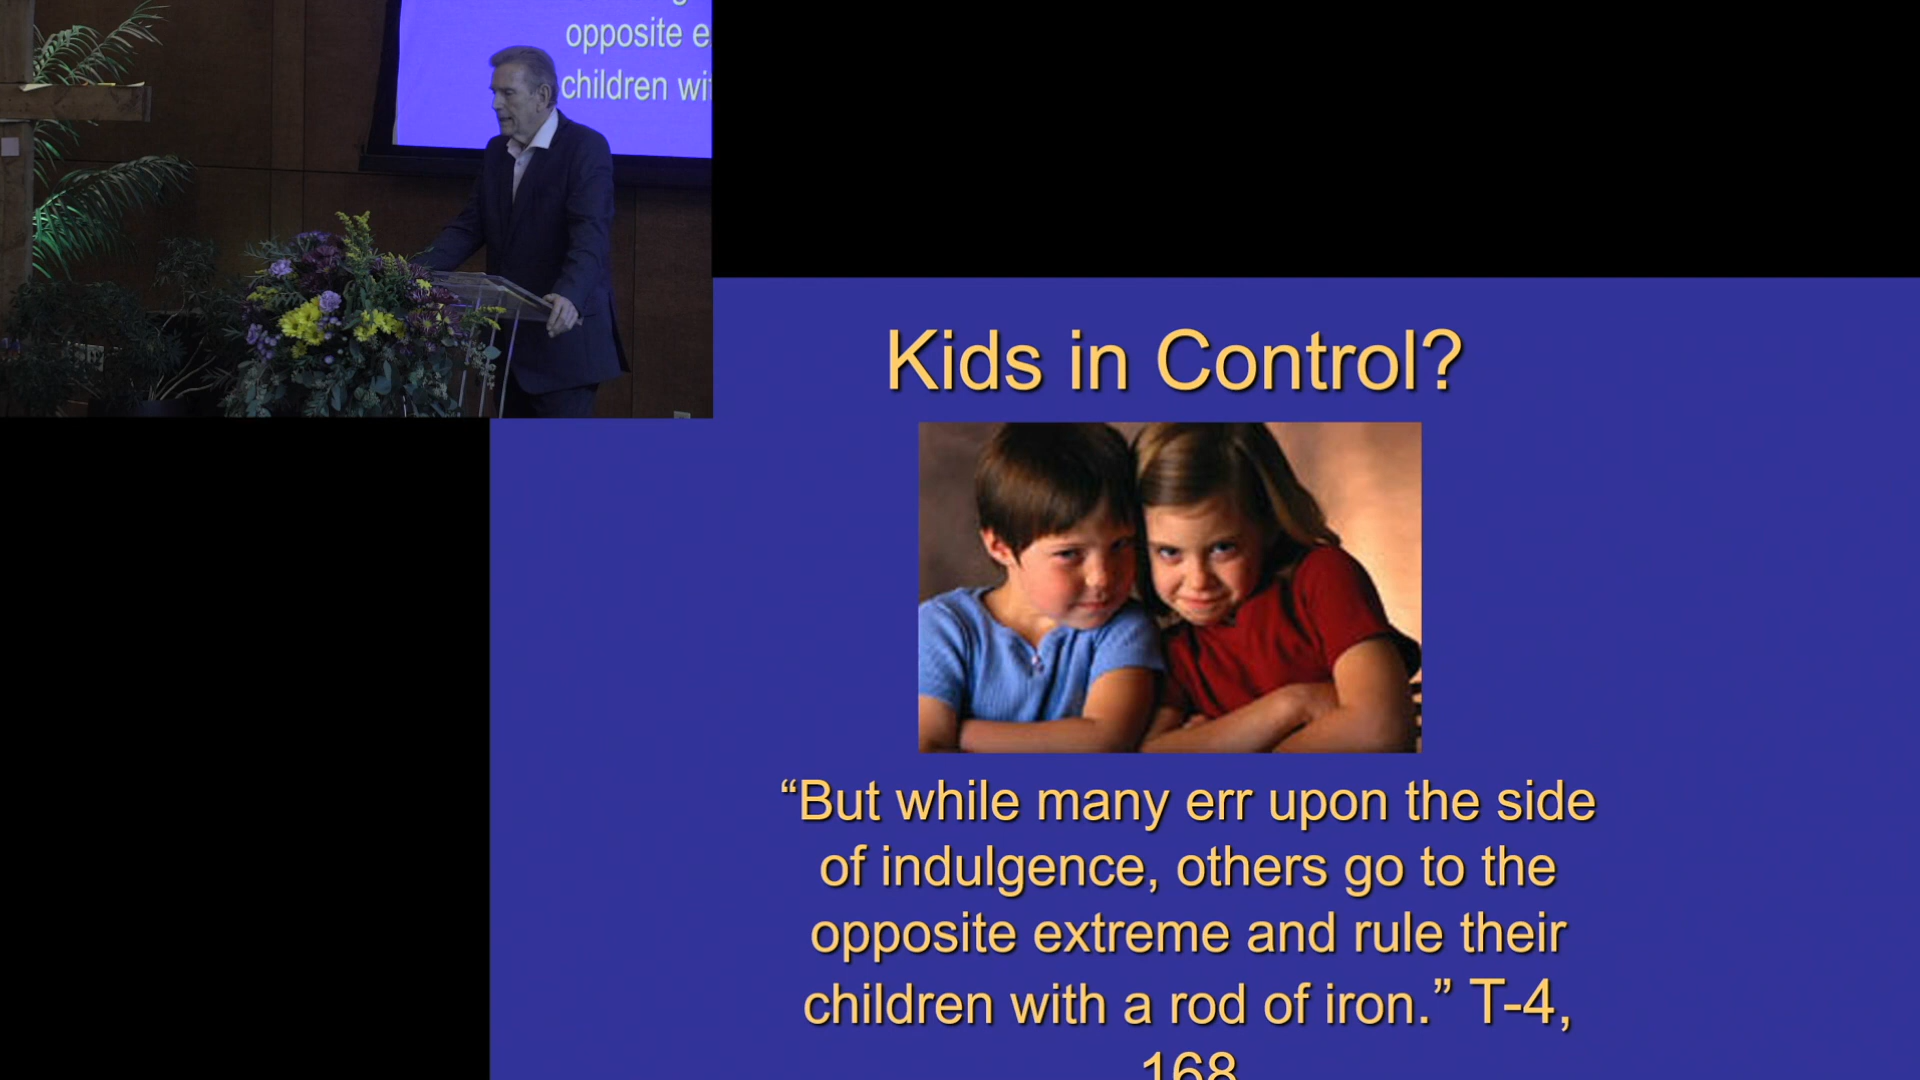 opposite e
children wi
Kids in Control?
“But while many err upon the side
of indulgence, others go to the
opposite extreme and rule their
children with a rod of iron.” T-4,
168